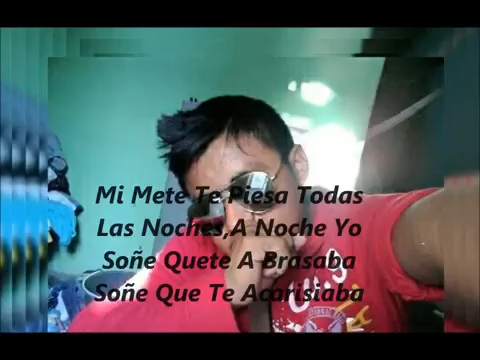 Mi Mete Te Piesa Todas
Las Noches,A Noche Yo
Soñe Quete A Brasaba
Soñe Que Te Acarisiaba